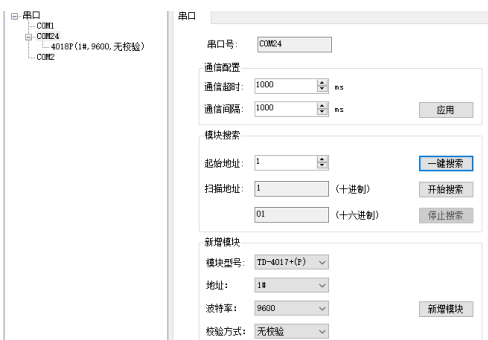 串口
COM1
COM24
4018P(1#,9600,无校验)
COM2
串口
串口号: COM24
通信配置
通信超时: 1000 ms
通信间隔: 1000 ms 应用
模块搜索
起始地址: 1 一键搜索
扫描地址: 1 (十进制) 开始搜索
01 (十六进制) 停止搜索
新增模块
模块型号: TD-4017+(P)
地址: 1#
波特率: 9600 新增模块
校验方式: 无校验